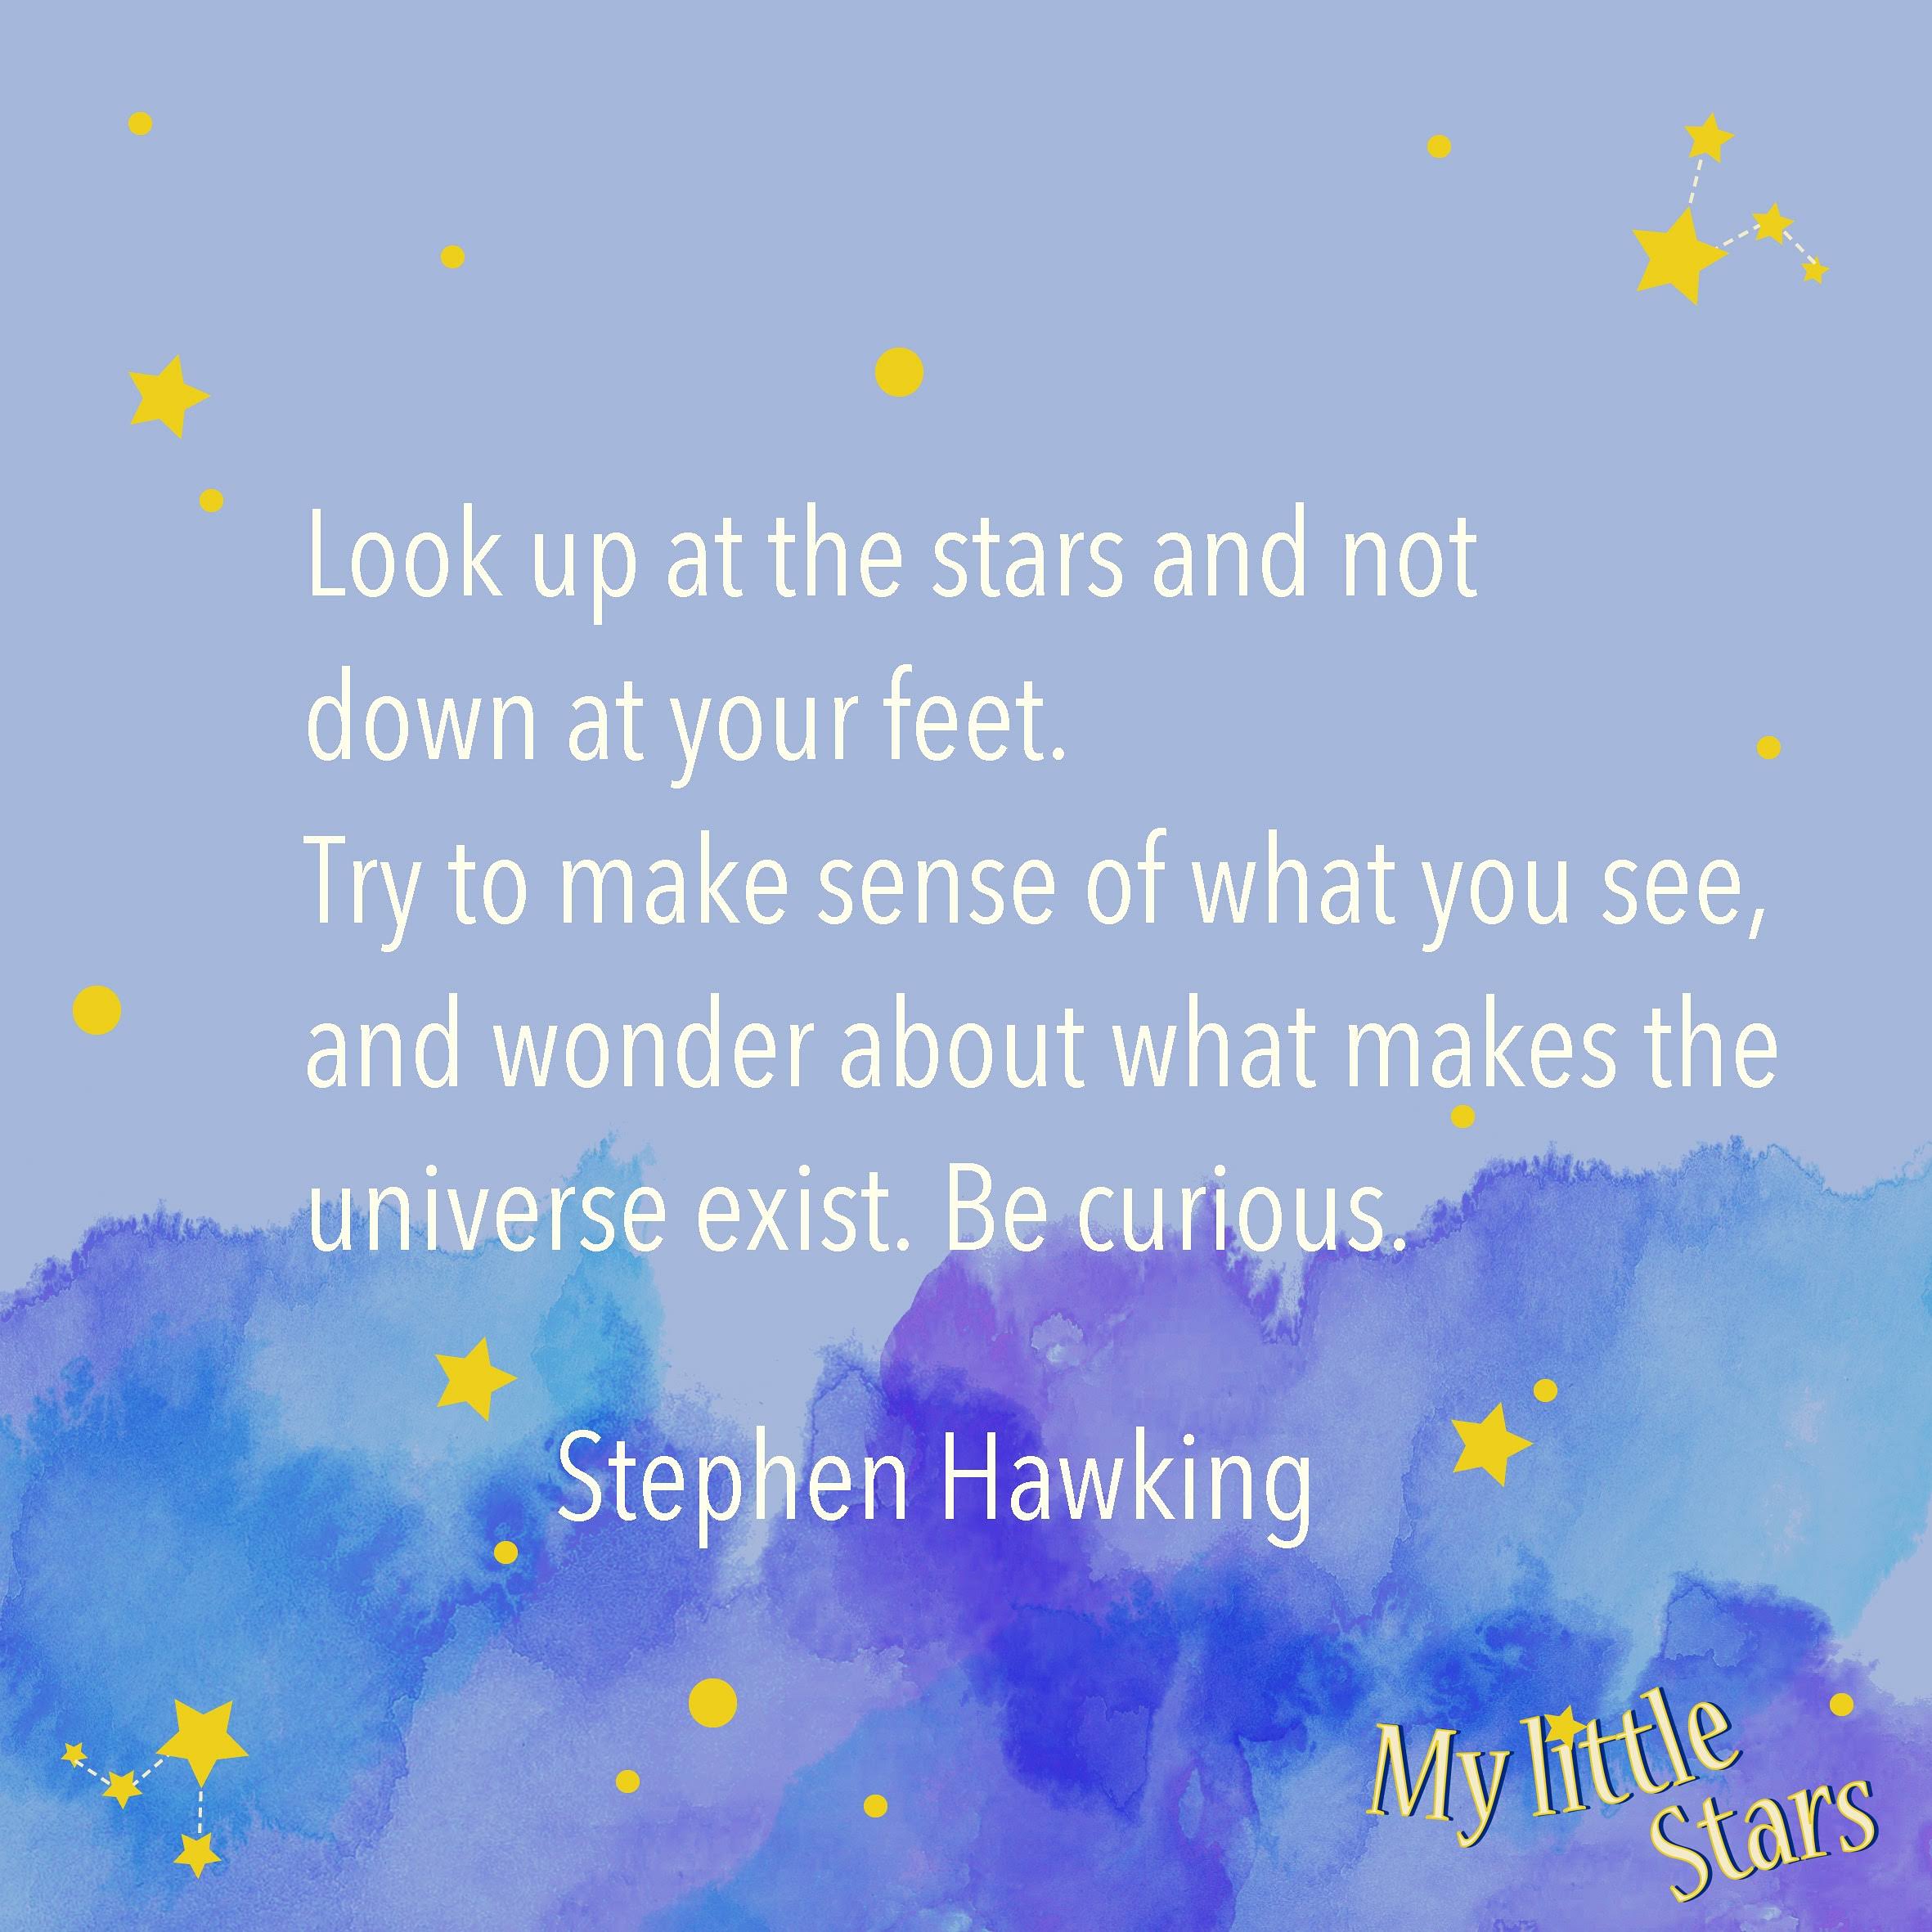 Look up at the stars and not
down at your feet.
Try to make sense of what you see,
and wonder about what makes the
universe exist. Be curious.
Stephen Hawking
My little
Stars